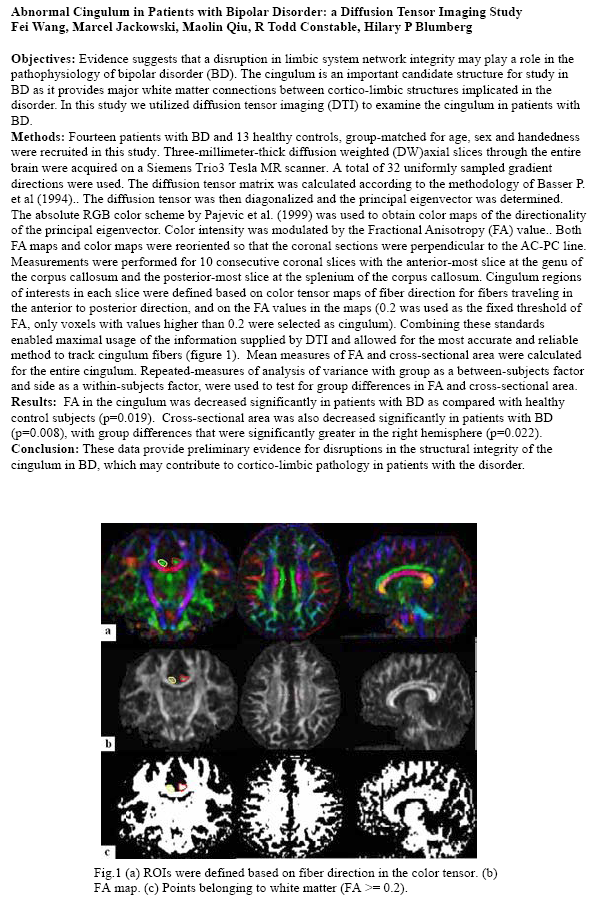 Abnormal Cingulum in Patients with Bipolar Disorder: a Diffusion Tensor Imaging Study
Fei Wang, Marcel Jackowski, Maolin Qiu, R Todd Constable, Hilary P Blumberg
Objectives: Evidence suggests that a disruption in limbic system network integrity may play a role in the
pathophysiology of bipolar disorder (BD). The cingulum is an important candidate structure for study in
BD as it provides major white matter connections between cortico-limbic structures implicated in the
disorder. In this study we utilized diffusion tensor imaging (DTI) to examine the cingulum in patients with
BD.
Methods: Fourteen patients with BD and 13 healthy controls, group-matched for age, sex and handedness
were recruited in this study. Three-millimeter-thick diffusion weighted (DW)axial slices through the entire
brain were acquired on a Siemens Trio3 Tesla MR scanner. A total of 32 uniformly sampled gradient
directions were used. The diffusion tensor matrix was calculated according to the methodology of Basser P.
et al (1994).. The diffusion tensor was then diagonalized and the principal eigenvector was determined.
The absolute RGB color scheme by Pajevic et al. (1999) was used to obtain color maps of the directionality
of the principal eigenvector. Color intensity was modulated by the Fractional Anisotropy (FA) value.. Both
FA maps and color maps were reoriented so that the coronal sections were perpendicular to the AC-PC line.
Measurements were performed for 10 consecutive coronal slices with the anterior-most slice at the genu of
the corpus callosum and the posterior-most slice at the splenium of the corpus callosum. Cingulum regions
of interests in each slice were defined based on color tensor maps of fiber direction for fibers traveling in
the anterior to posterior direction, and on the FA values in the maps (0.2 was used as the fixed threshold of
FA, only voxels with values higher than 0.2 were selected as cingulum). Combining these standards
enabled maximal usage of the information supplied by DTI and allowed for the most accurate and reliable
method to track cingulum fibers (figure 1). Mean measures of FA and cross-sectional area were calculated
for the entire cingulum. Repeated-measures of analysis of variance with group as a between-subjects factor
and side as a within-subjects factor, were used to test for group differences in FA and cross-sectional area.
Results: FA in the cingulum was decreased significantly in patients with BD as compared with healthy
control subjects (p=0.019). Cross-sectional area was also decreased significantly in patients with BD
(p=0.008), with group differences that were significantly greater in the right hemisphere (p=0.022).
Conclusion: These data provide preliminary evidence for disruptions in the structural integrity of the
cingulum in BD, which may contribute to cortico-limbic pathology in patients with the disorder.
a
b
c
Fig.1 (a) ROIs were defined based on fiber direction in the color tensor. (b)
FA map. (c) Points belonging to white matter (FA >= 0.2).